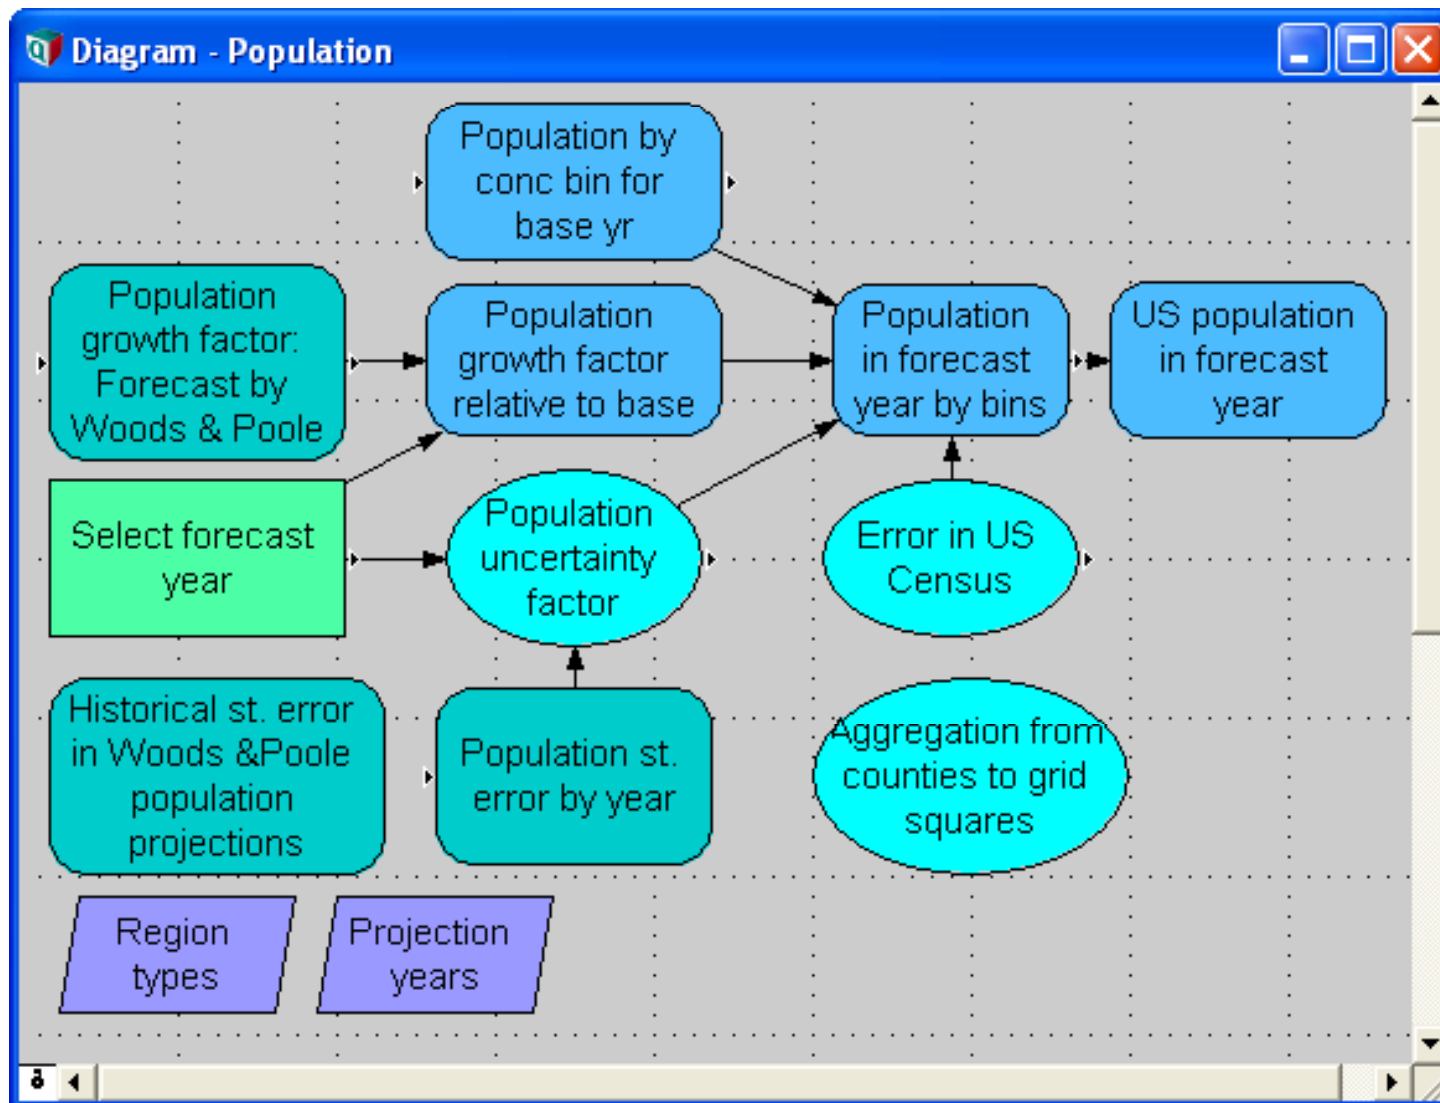 Diagram - Population
Population by
conc bin for
base yr
Population
growth factor:
Forecast by
Woods & Poole
Population
growth factor
relative to base
Population
in forecast
year by bins
US population
in forecast
year
Select forecast
year
Population
uncertainty
factor
Error in US
Census
Historical st. error
in Woods &Poole
population
projections
Population st.
error by year
Aggregation from
counties to grid
squares
Region
types
Projection
years